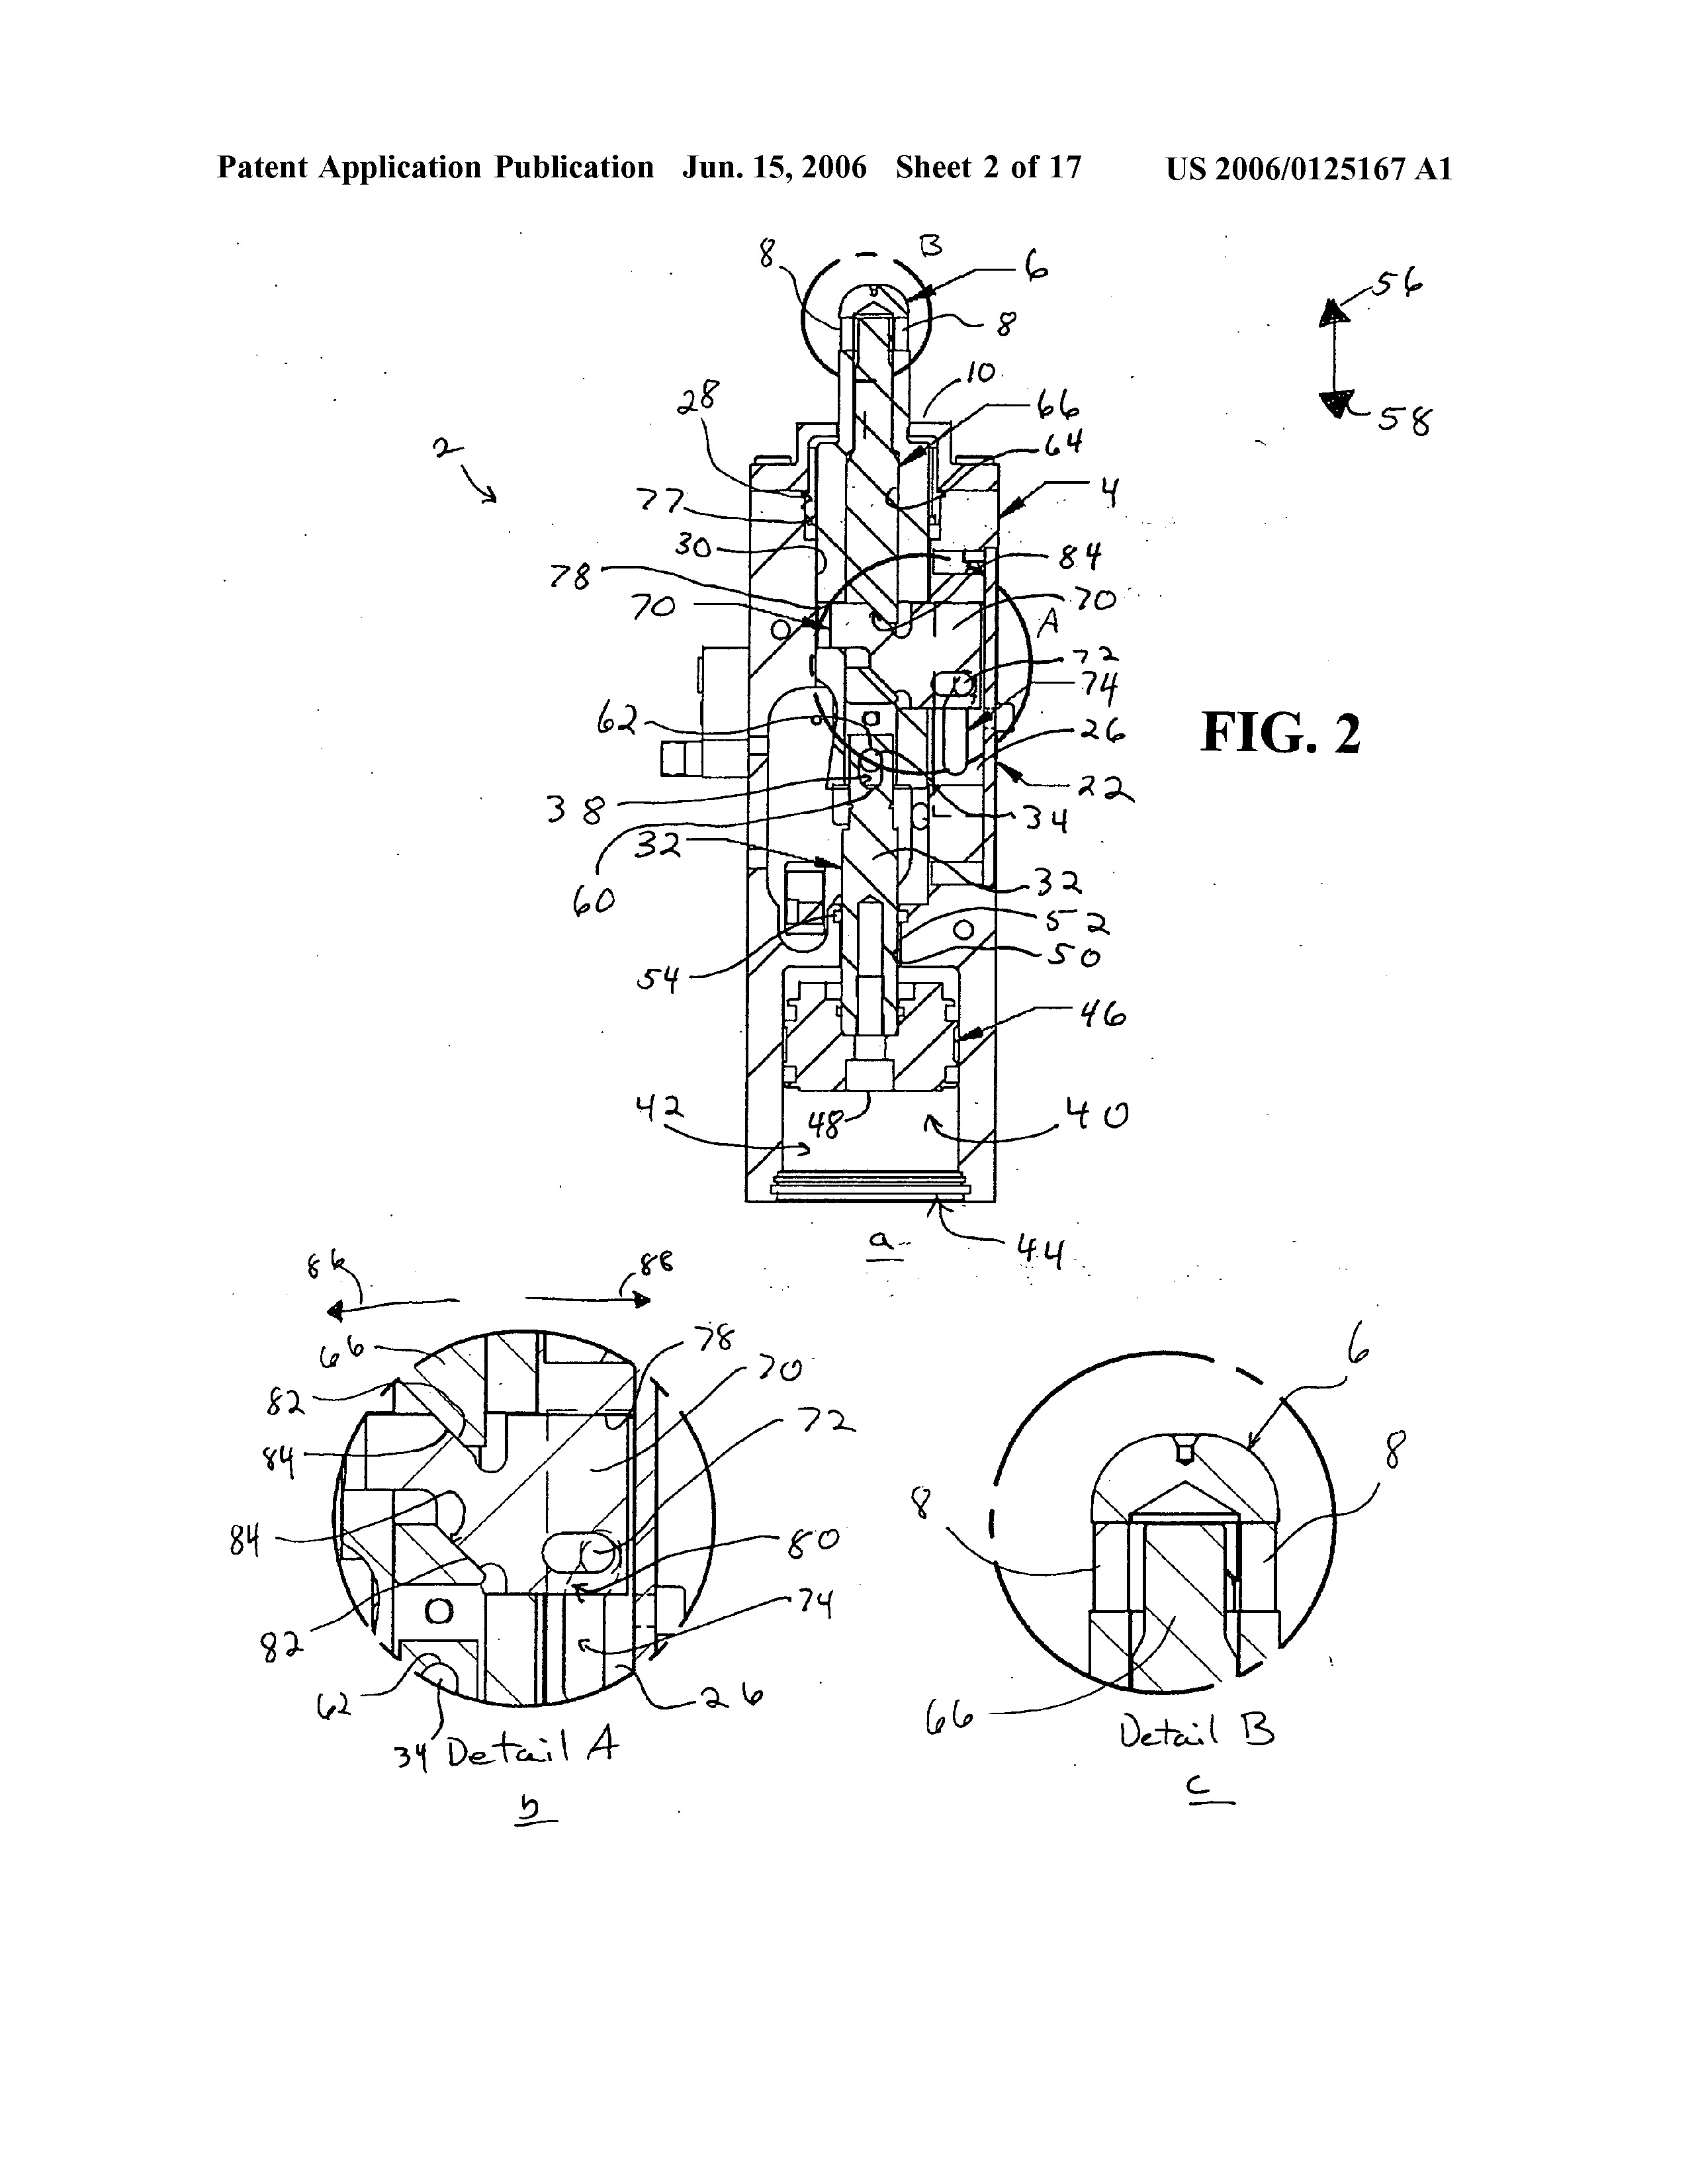 Patent Application Publication Jun. 15, 2006 Sheet 2 of 17 US 2006/0125167 A1
8 B 6
56
8
10
28 66 58
2 64
77 4
30 84
78 70
70 A
72
74
62 26
FIG. 2
22
38 34
32
60 32
52
54 50
46
42 48 40
a
44
86 88
66 78
70
82 72
84
84 80
74
82
62 26
34 Detail A
b
6
8 8
66
Detail B
c